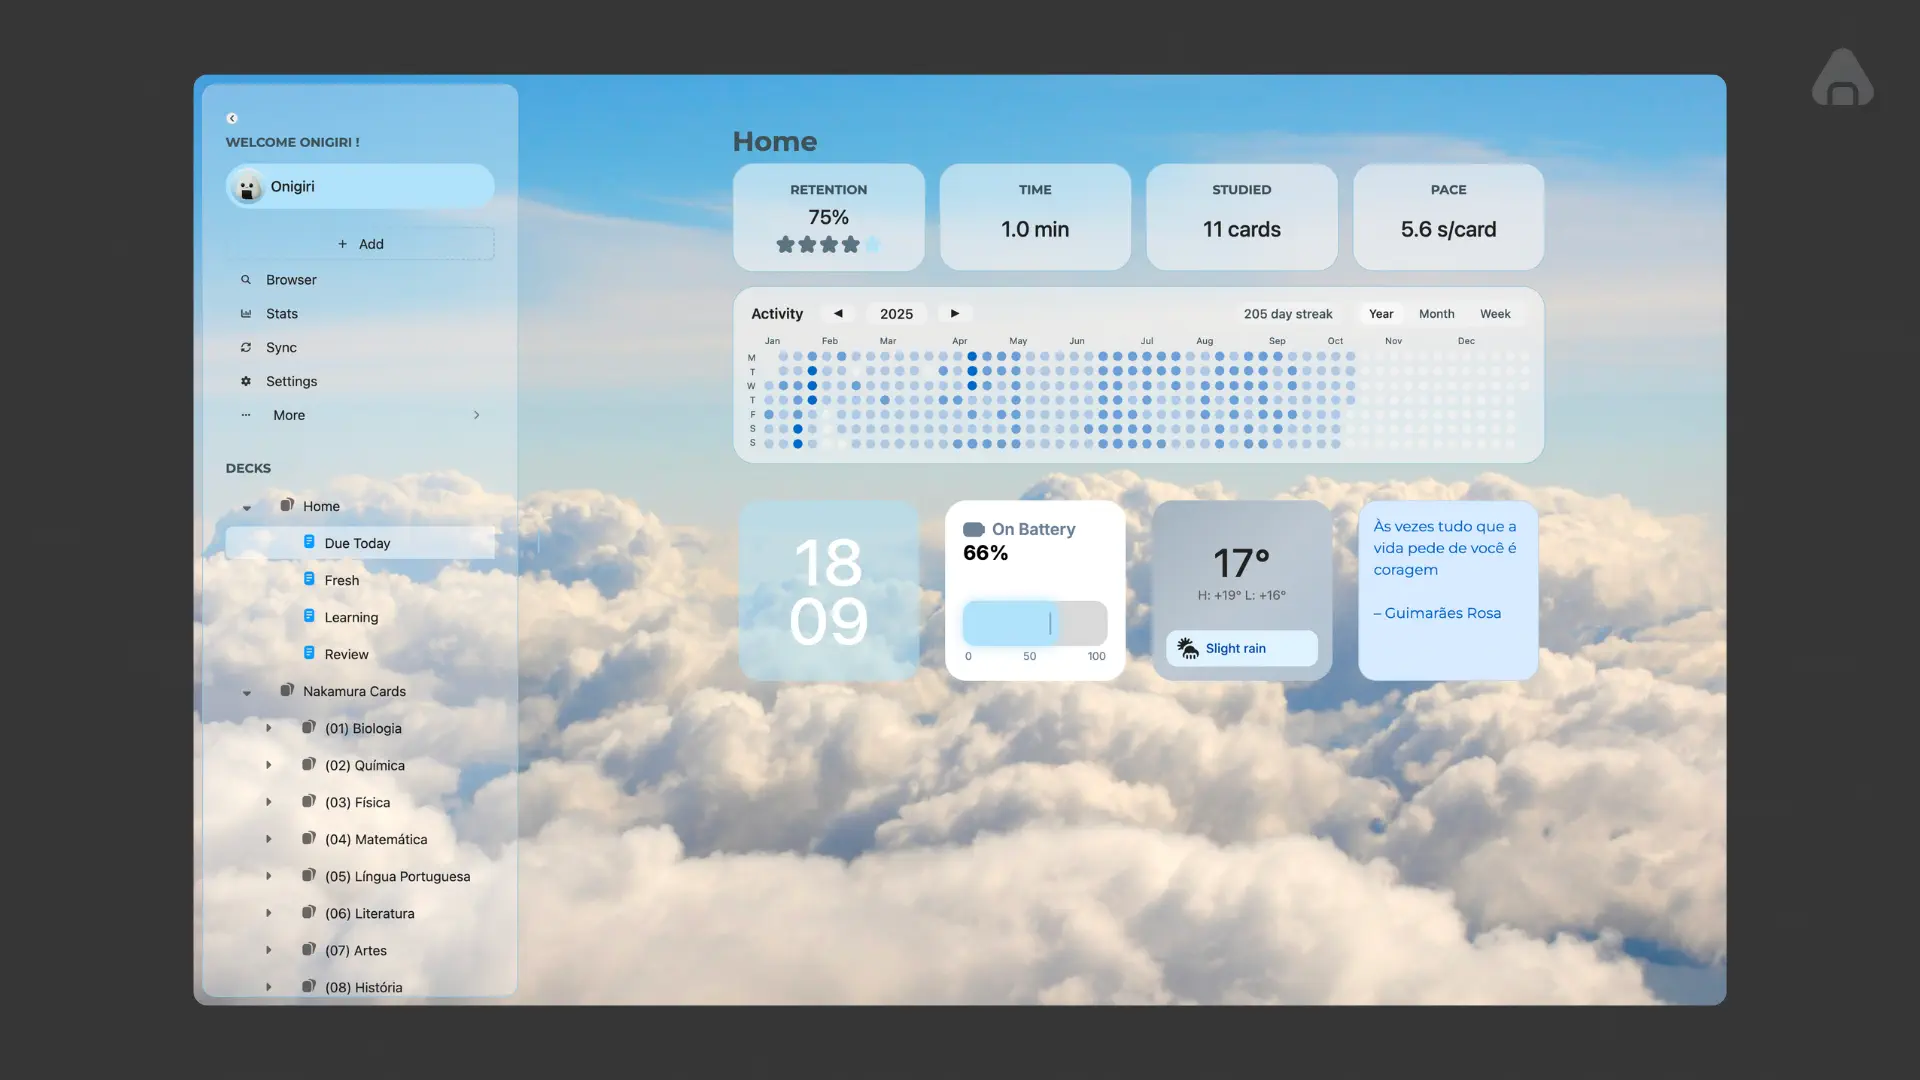 WELCOME ONIGIRI !
Onigiri
+ Add
Browser
Stats
Sync
Settings
More
DECKS
Home
Due Today
Fresh
Learning
Review
Nakamura Cards
(01) Biologia
(02) Química
(03) Física
(04) Matemática
(05) Língua Portuguesa
(06) Literatura
(07) Artes
(08) História
Home
RETENTION
75%
TIME
1.0 min
STUDIED
11 cards
PACE
5.6 s/card
Activity
2025
205 day streak
Year
Month
Week
Jan Feb Mar Apr May Jun Jul Aug Sep Oct Nov Dec
M
T
W
T
F
S
S
18
09
On Battery
66%
0 50 100
17°
H: +19° L: +16°
Slight rain
Às vezes tudo que a
vida pede de você é
coragem
– Guimarães Rosa